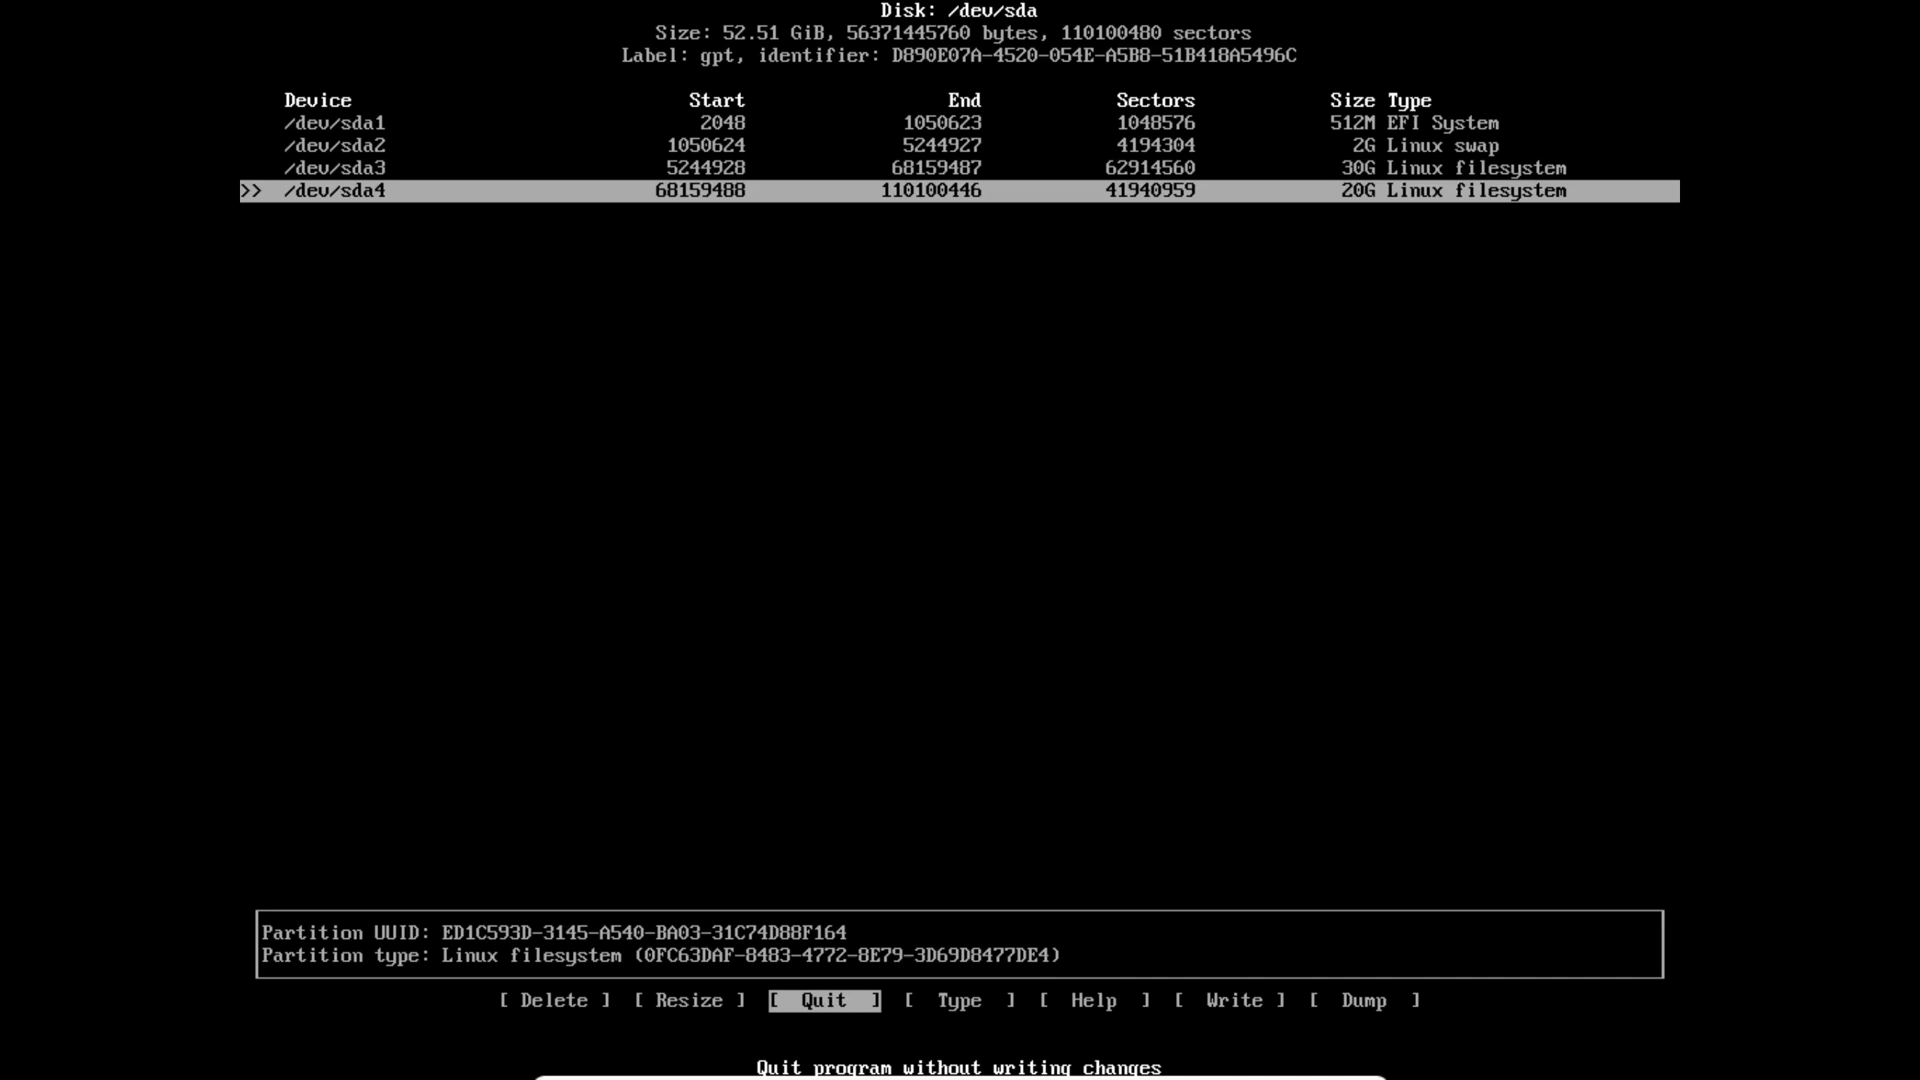 Disk: /dev/sda
Size: 52.51 GiB, 56371445760 bytes, 110100480 sectors
Label: gpt, identifier: D890E07A-4520-054E-A5B8-51B418A5496C
Device Start End Sectors Size Type
/dev/sda1 2048 1050623 1048576 512M EFI System
/dev/sda2 1050624 5244927 4194304 2G Linux swap
/dev/sda3 5244928 68159487 62914560 30G Linux filesystem
>> /dev/sda4 68159488 110100446 41940959 20G Linux filesystem
Partition UUID: ED1C593D-3145-A540-BA03-31C74D88F164
Partition type: Linux filesystem (0FC63DAF-8483-4772-8E79-3D69D8477DE4)
[ Delete ] [ Resize ] [ Quit ] [ Type ] [ Help ] [ Write ] [ Dump ]
Quit program without writing changes